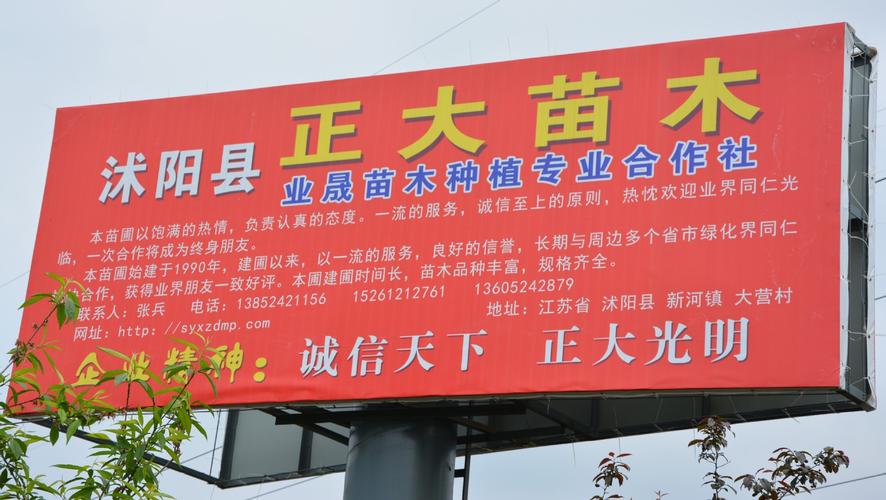 沭阳县 正大苗木
业晟苗木种植专业合作社
本苗圃以饱满的热情，负责认真的态度。一流的服务，诚信至上的原则，热忱欢迎业界同仁光
临，一次合作将成为终身朋友。
本苗圃始建于1990年，建圃以来，以一流的服务，良好的信誉，长期与周边多个省市绿化界同仁
合作，获得业界朋友一致好评。本圃建圃时间长，苗木品种丰富，规格齐全。
联系人：张兵 电话：13852421156 15261212761 13605242879
地址：江苏省 沭阳县 新河镇 大营村
网址：http://syxzdmp.com
企业精神：诚信天下 正大光明